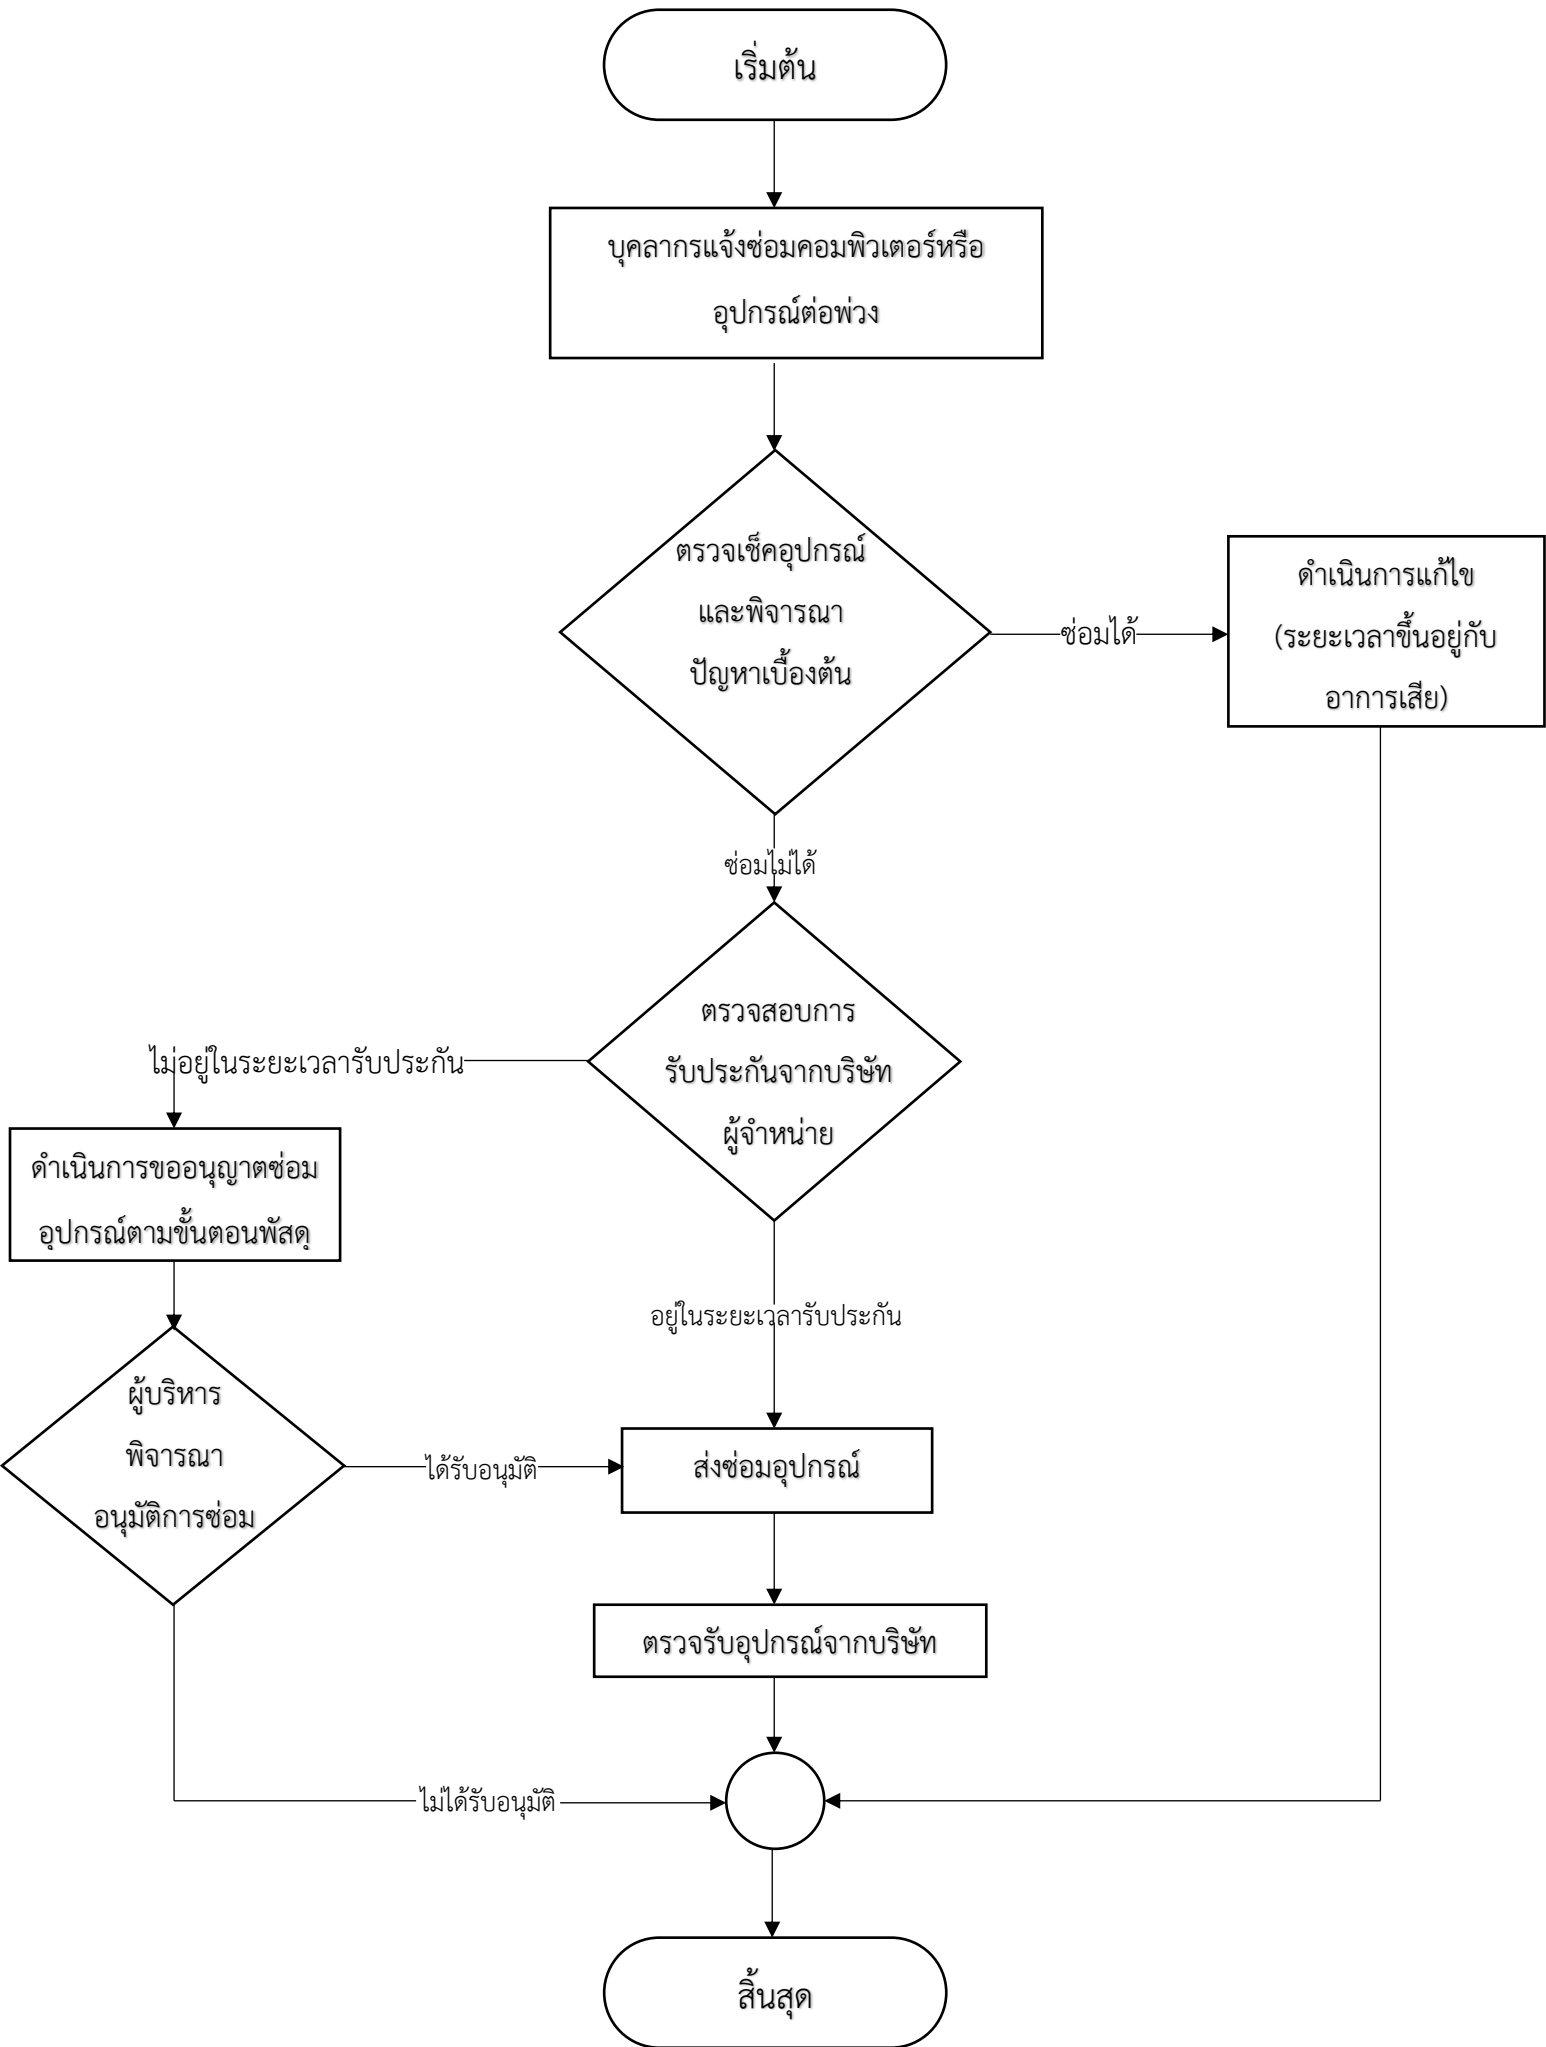 เริ่มต้น
บุคลากรแจ้งซ่อมคอมพิวเตอร์หรือ
อุปกรณ์ต่อพ่วง
ตรวจเช็คอุปกรณ์
และพิจารณา
ปัญหาเบื้องต้น
ซ่อมได้
ดำเนินการแก้ไข
(ระยะเวลาขึ้นอยู่กับ
อาการเสีย)
ซ่อมไม่ได้
ตรวจสอบการ
รับประกันจากบริษัท
ผู้จำหน่าย
ไม่อยู่ในระยะเวลารับประกัน
ดำเนินการขออนุญาตซ่อม
อุปกรณ์ตามขั้นตอนพัสดุ
อยู่ในระยะเวลารับประกัน
ผู้บริหาร
พิจารณา
อนุมัติการซ่อม
ได้รับอนุมัติ
ส่งซ่อมอุปกรณ์
ตรวจรับอุปกรณ์จากบริษัท
ไม่ได้รับอนุมัติ
สิ้นสุด